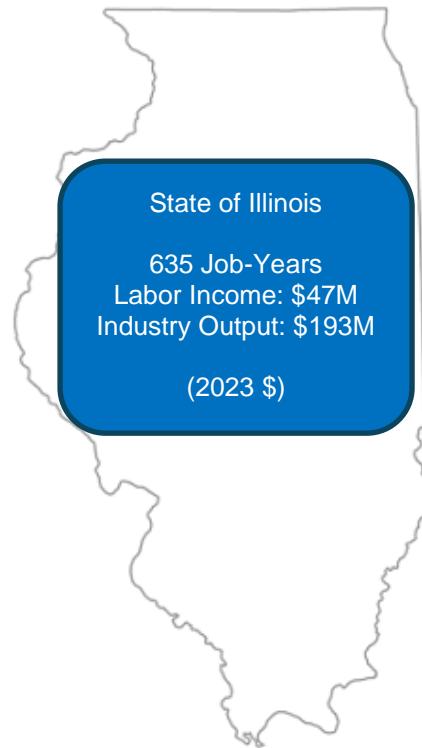 State of Illinois
635 Job-Years
Labor Income: $47M
Industry Output: $193M
(2023 $)